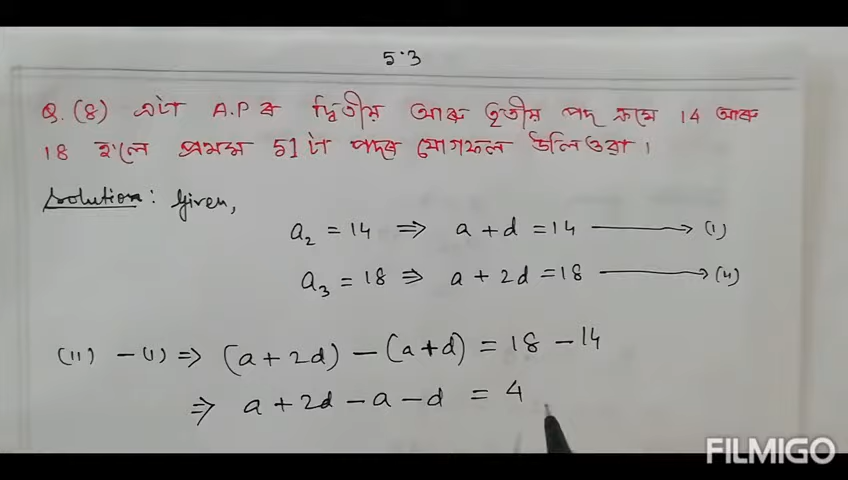 5.3
Q.(8) এটা A.P ৰ দ্বিতীয় আৰু তৃতীয় পদ ক্ৰমে 14 আৰু
18 হ'লে প্ৰথম 51 টা পদৰ যোগফল উলিওৱা।
Solution: Given,
a₂ = 14 ⇒ a + d = 14 ⟶ (i)
a₃ = 18 ⇒ a + 2d = 18 ⟶ (ii)
(ii) − (i) ⇒ (a + 2d) − (a + d) = 18 − 14
⇒ a + 2d − a − d = 4
FILMIGO